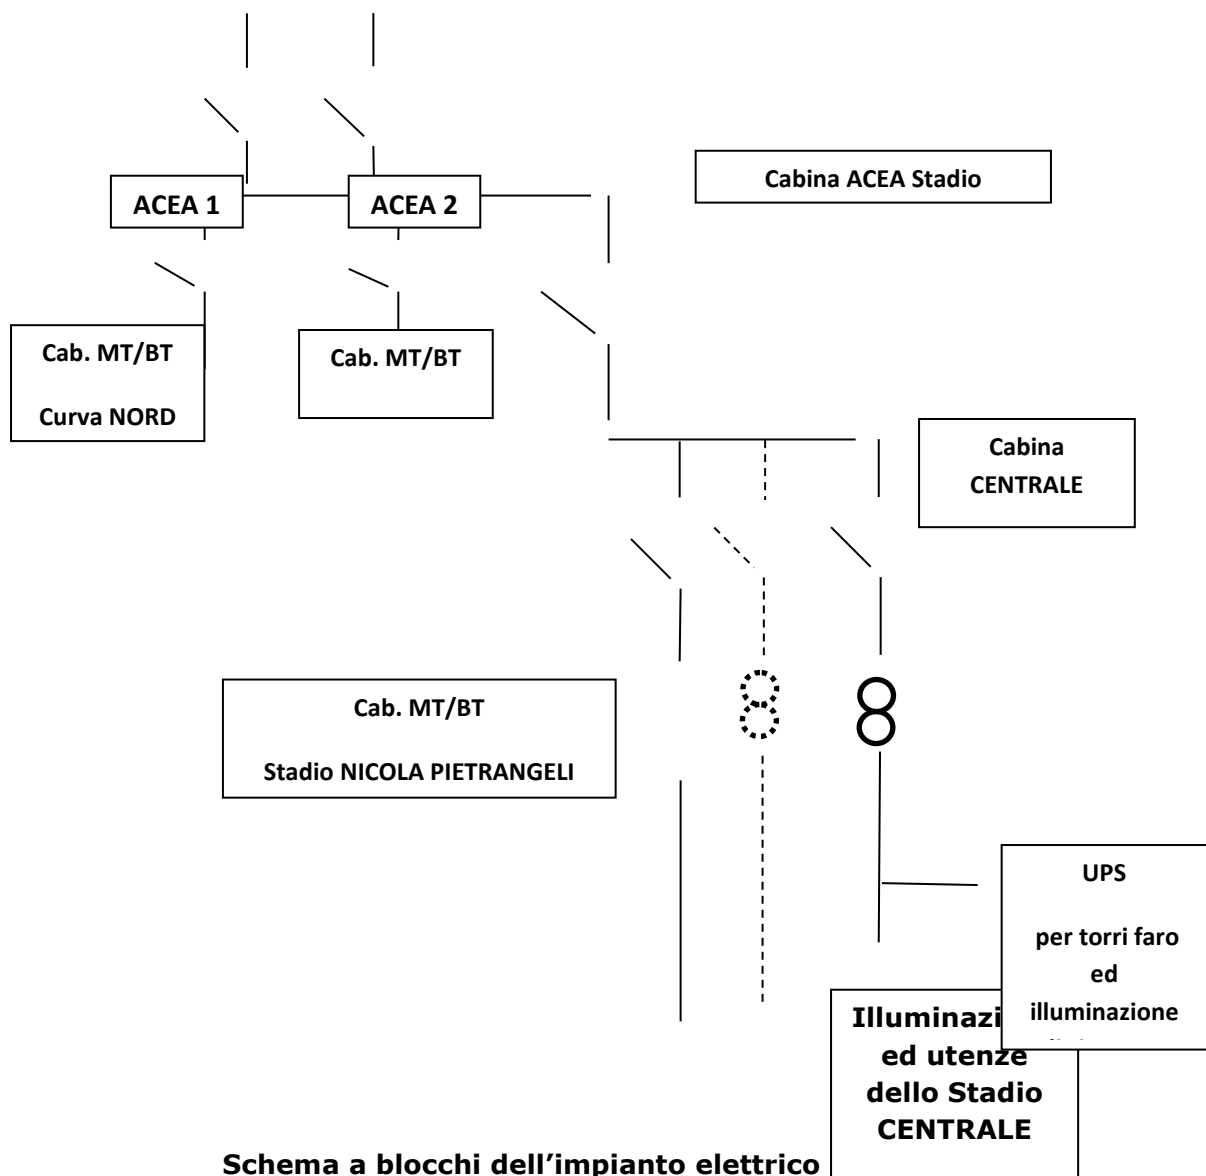 Cabina ACEA Stadio
ACEA 1
ACEA 2
Cab. MT/BT
Curva NORD
Cab. MT/BT
Cabina
CENTRALE
Cab. MT/BT
Stadio NICOLA PIETRANGELI
UPS
per torri faro
ed
illuminazione
ed utenze
dello Stadio
CENTRALE
Schema a blocchi dell’impianto elettrico